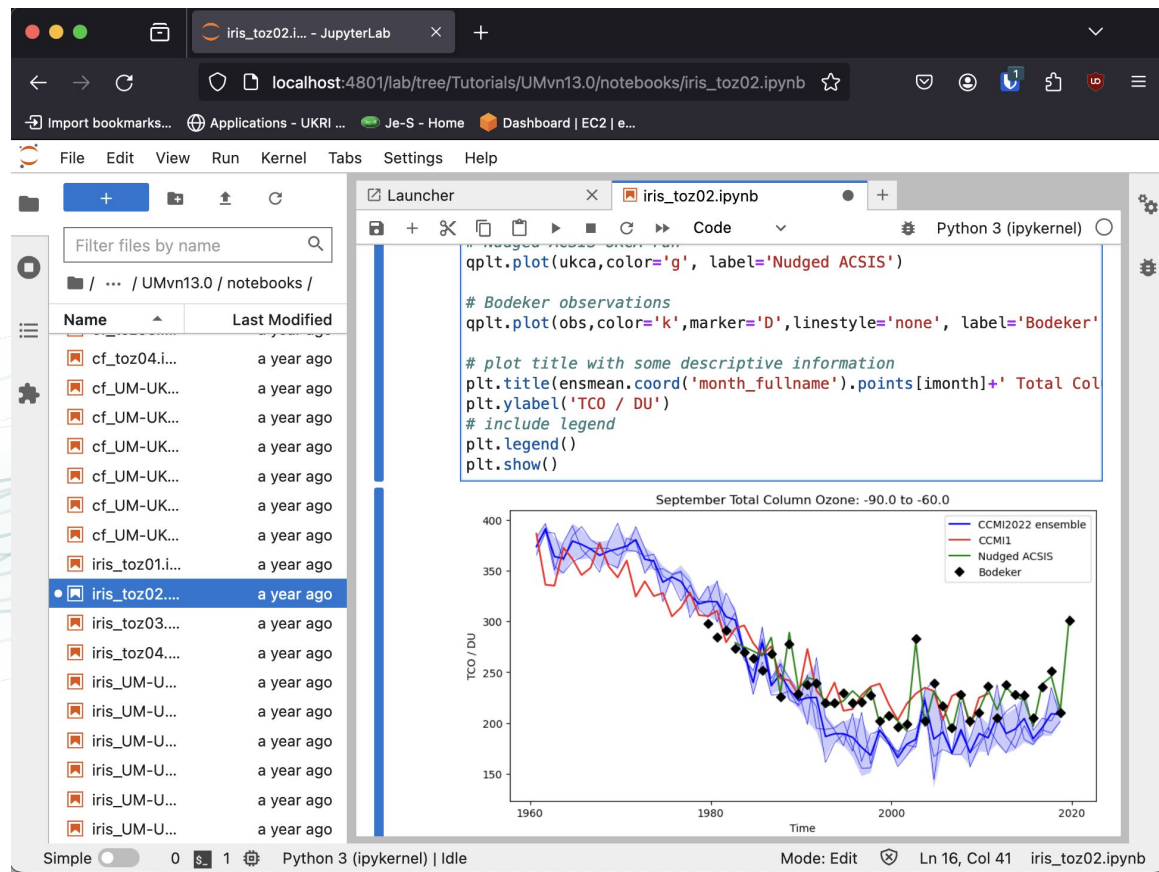 iris_toz02.i... - JupyterLab
localhost:4801/lab/tree/Tutorials/UMvn13.0/notebooks/iris_toz02.ipynb
1
Import bookmarks... Applications - UKRI ... Je-S - Home Dashboard | EC2 | e...
File Edit View Run Kernel Tabs Settings Help
Filter files by name
/ ... / UMvn13.0 / notebooks /
Name Last Modified
cf_toz04.i... a year ago
cf_UM-UK... a year ago
cf_UM-UK... a year ago
cf_UM-UK... a year ago
cf_UM-UK... a year ago
cf_UM-UK... a year ago
cf_UM-UK... a year ago
iris_toz01.i... a year ago
iris_toz02.... a year ago
iris_toz03.... a year ago
iris_toz04.... a year ago
iris_UM-U... a year ago
iris_UM-U... a year ago
iris_UM-U... a year ago
iris_UM-U... a year ago
iris_UM-U... a year ago
iris_UM-U... a year ago
Launcher iris_toz02.ipynb
Code Python 3 (ipykernel)
# Nudged ACSIS UKCA run
qplt.plot(ukca,color='g', label='Nudged ACSIS')
# Bodeker observations
qplt.plot(obs,color='k',marker='D',linestyle='none', label='Bodeker'
# plot title with some descriptive information
plt.title(ensmean.coord('month_fullname').points[imonth]+' Total Col
plt.ylabel('TCO / DU')
# include legend
plt.legend()
plt.show()
September Total Column Ozone: -90.0 to -60.0
CCMI2022 ensemble
CCMI1
Nudged ACSIS
Bodeker
TCO / DU
400
350
300
250
200
150
1960 1980 2000 2020
Time
Simple 0 $_ 1 Python 3 (ipykernel) | Idle Mode: Edit Ln 16, Col 41 iris_toz02.ipynb